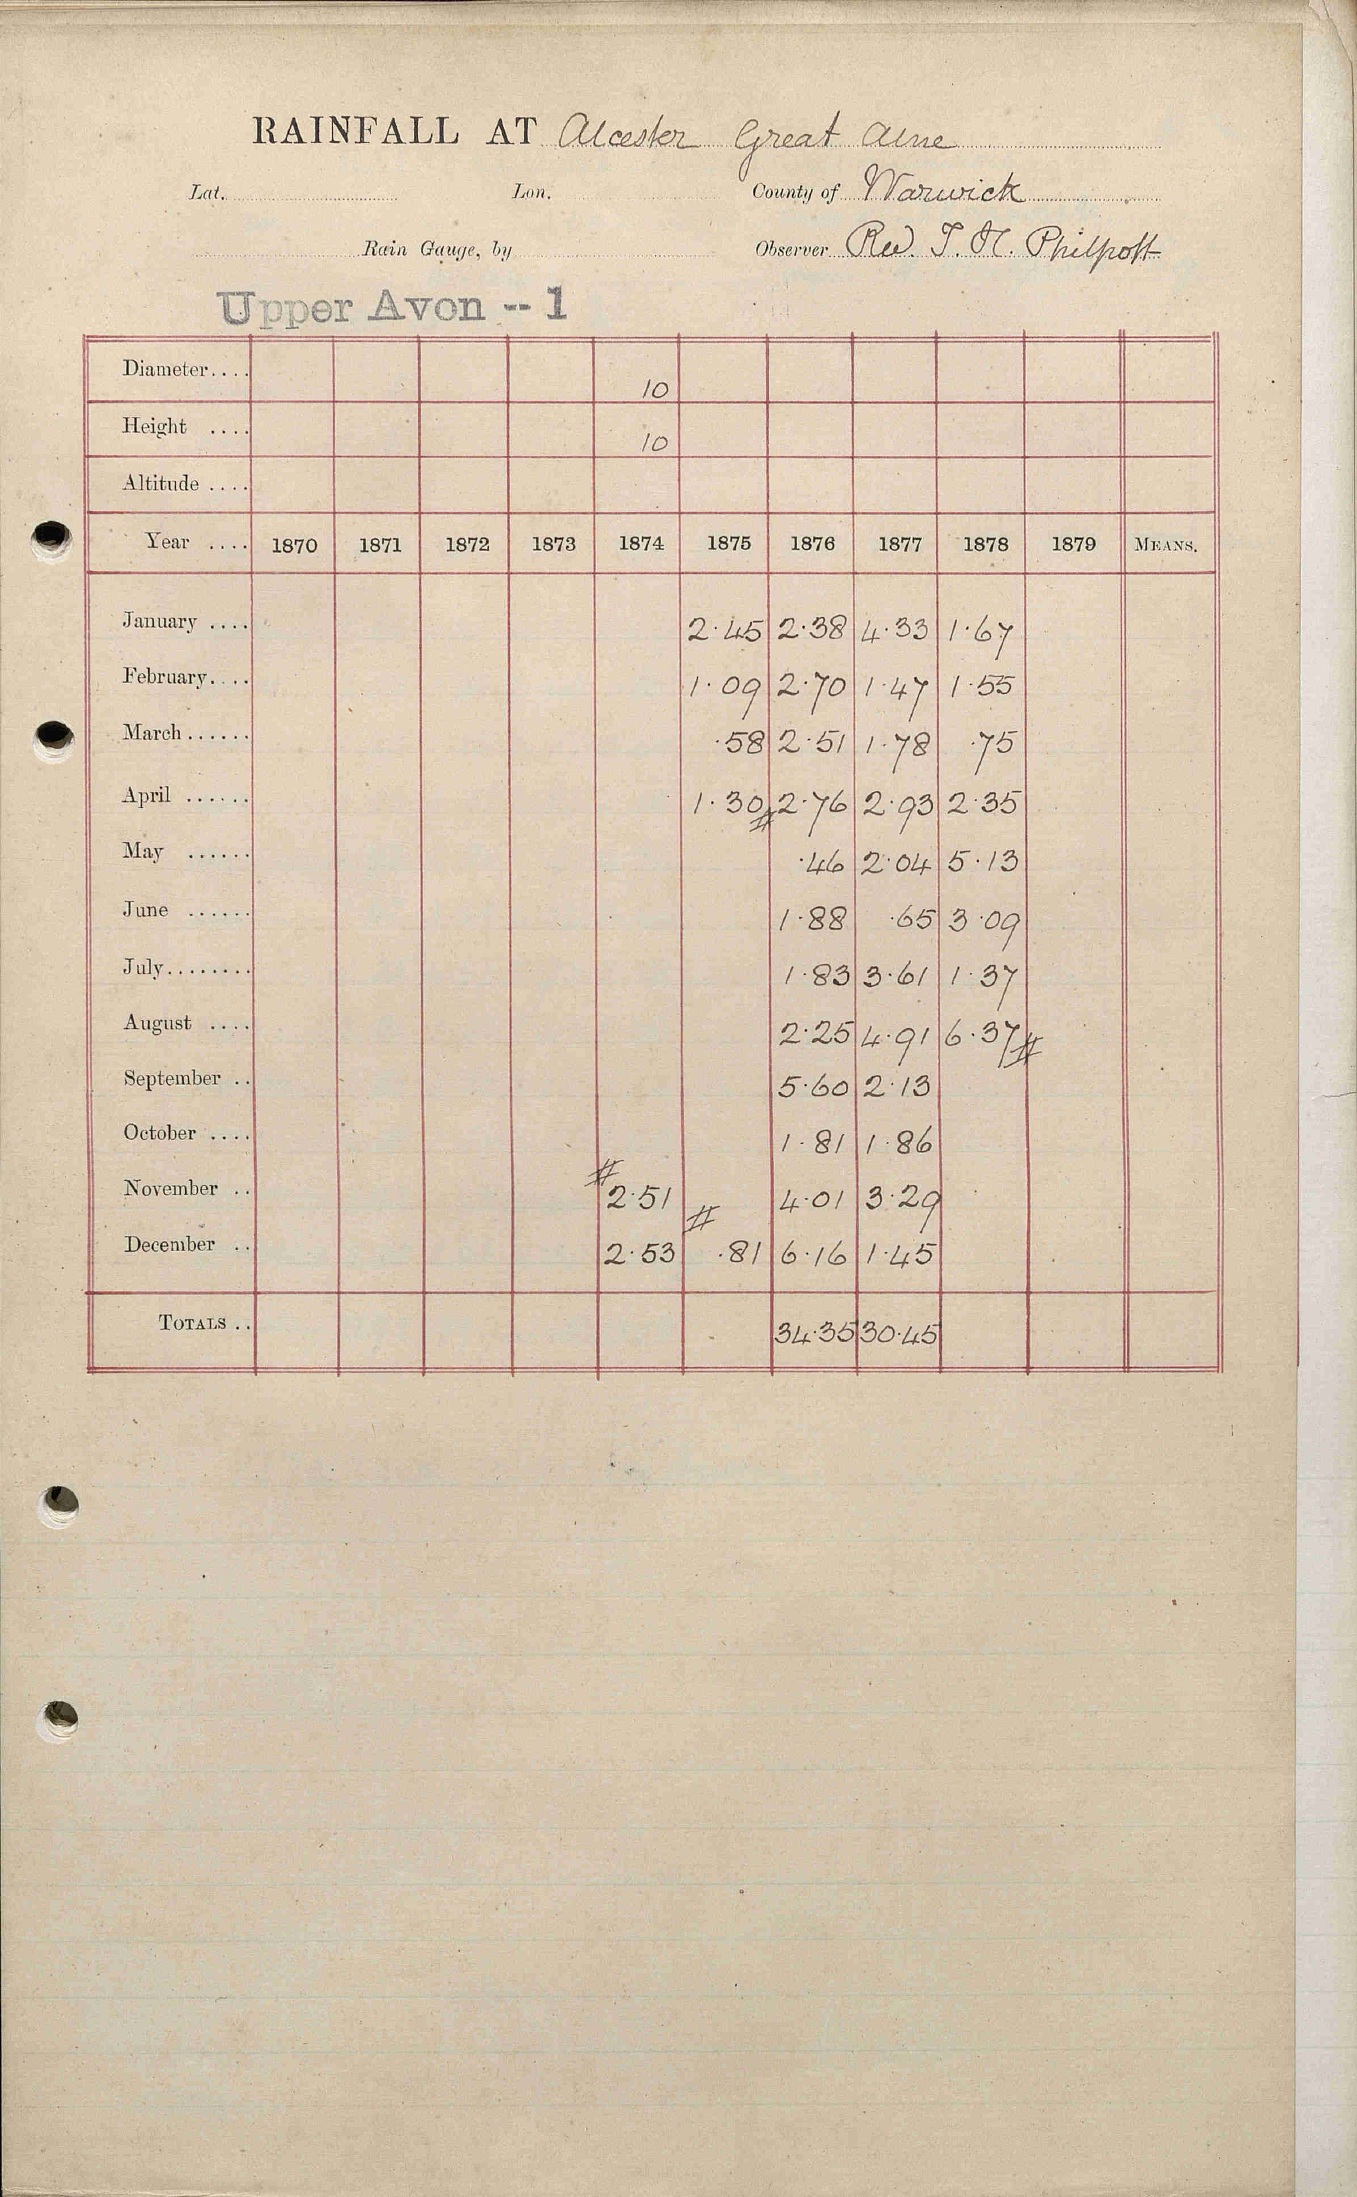 RAINFALL AT Alcester Great Alne
Lat. Lon. County of Warwick
Rain Gauge, by Observer Rev. T. H. Philpott
Upper Avon -- 1
Diameter.... 10
Height .... 10
Altitude ....
Year .... 1870 1871 1872 1873 1874 1875 1876 1877 1878 1879 MEANS.
January .... 2.45 2.38 4.33 1.67
February.... 1.09 2.70 1.47 1.55
March...... .58 2.51 1.78 .75
April ...... 1.30 # 2.76 2.93 2.35
May ...... .46 2.04 5.13
June ...... 1.88 .65 3.09
July........ 1.83 3.61 1.37
August .... 2.25 4.91 6.37 #
September .. 5.60 2.13
October .... 1.81 1.86
November .. # 2.51 4.01 3.29
December .. 2.53 # .81 6.16 1.45
TOTALS .. 34.35 30.45